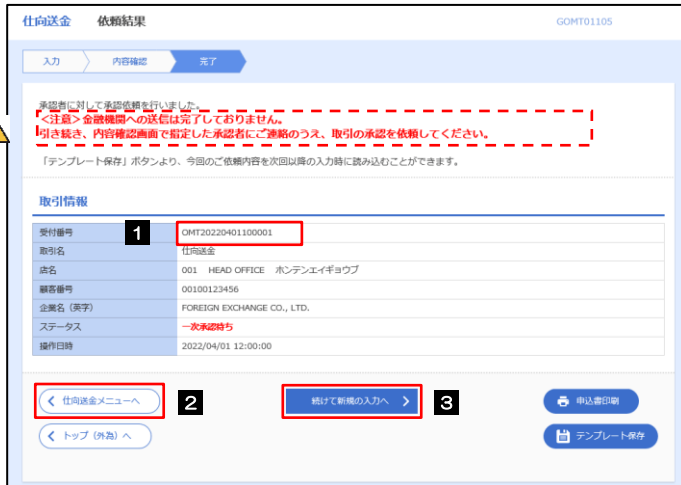 仕向送金　依頼結果
GOMT01105
入力　内容確認　完了
承認者に対して承認依頼を行いました。
<注意>金融機関への送信は完了しておりません。
引き続き、内容確認画面で指定した承認者にご連絡のうえ、取引の承認を依頼してください。
「テンプレート保存」ボタンより、今回のご依頼内容を次回以降の入力時に読み込むことができます。
取引情報
受付番号　1　OMT20220401100001
取引名　仕向送金
店名　001　HEAD OFFICE　ホンテンエイギョウブ
顧客番号　00100123456
企業名（英字）　FOREIGN EXCHANGE CO., LTD.
ステータス　一次承認待ち
操作日時　2022/04/01 12:00:00
仕向送金メニューへ　2　続けて新規の入力へ　3　申込書印刷
トップ（外為）へ　テンプレート保存